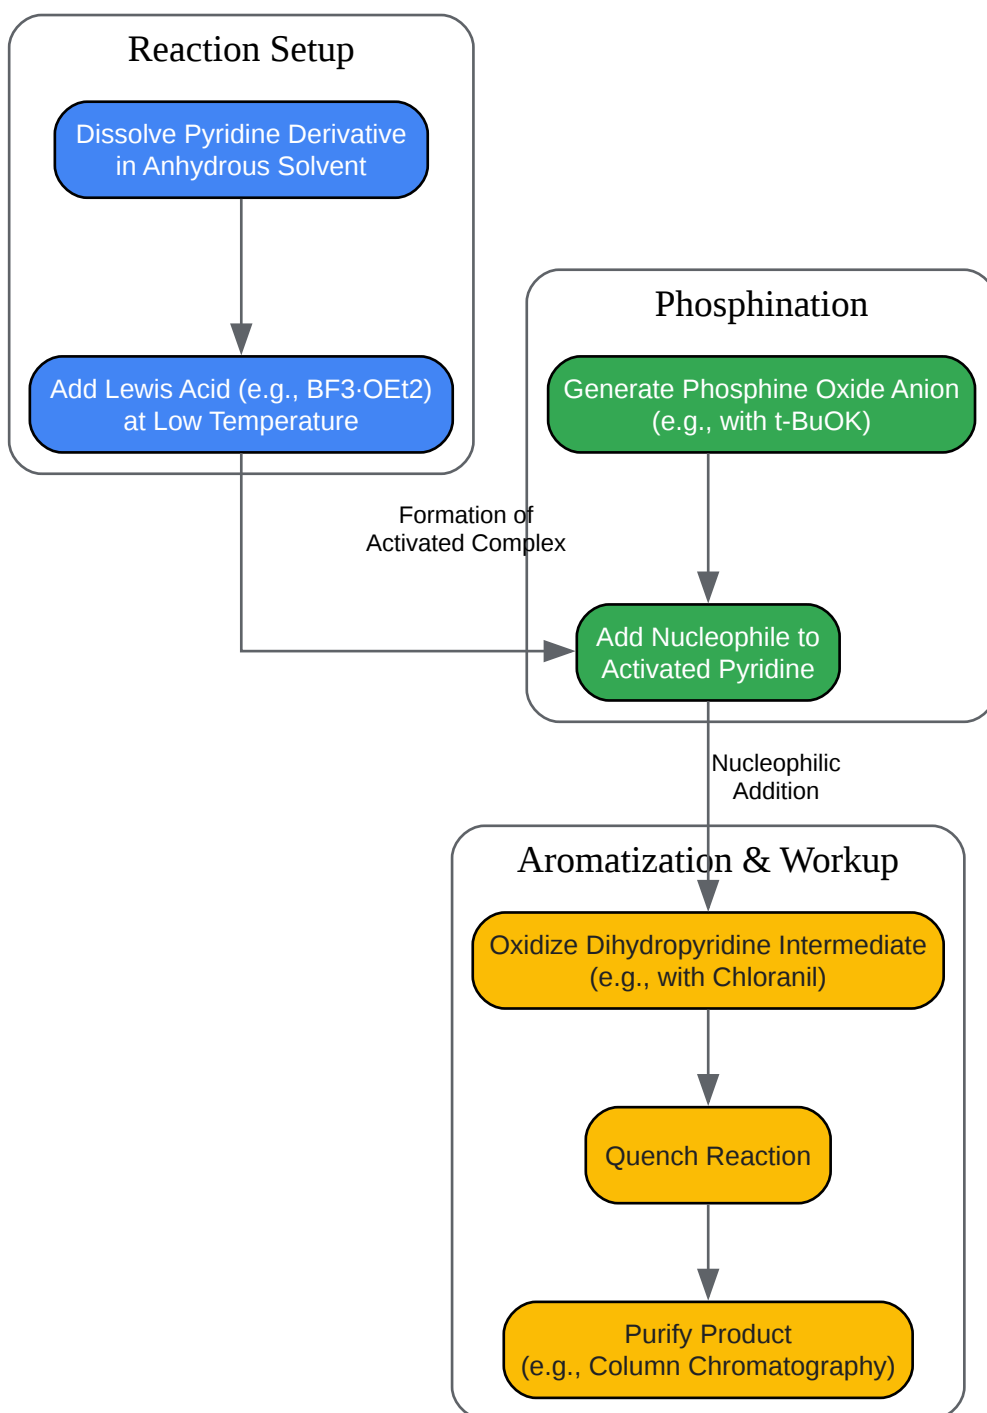 Reaction Setup
Dissolve Pyridine Derivative
in Anhydrous Solvent
Add Lewis Acid (e.g., BF3·OEt2)
at Low Temperature
Phosphination
Generate Phosphine Oxide Anion
(e.g., with t-BuOK)
Formation of
Activated Complex
Add Nucleophile to
Activated Pyridine
Nucleophilic
Addition
Aromatization & Workup
Oxidize Dihydropyridine Intermediate
(e.g., with Chloranil)
Quench Reaction
Purify Product
(e.g., Column Chromatography)